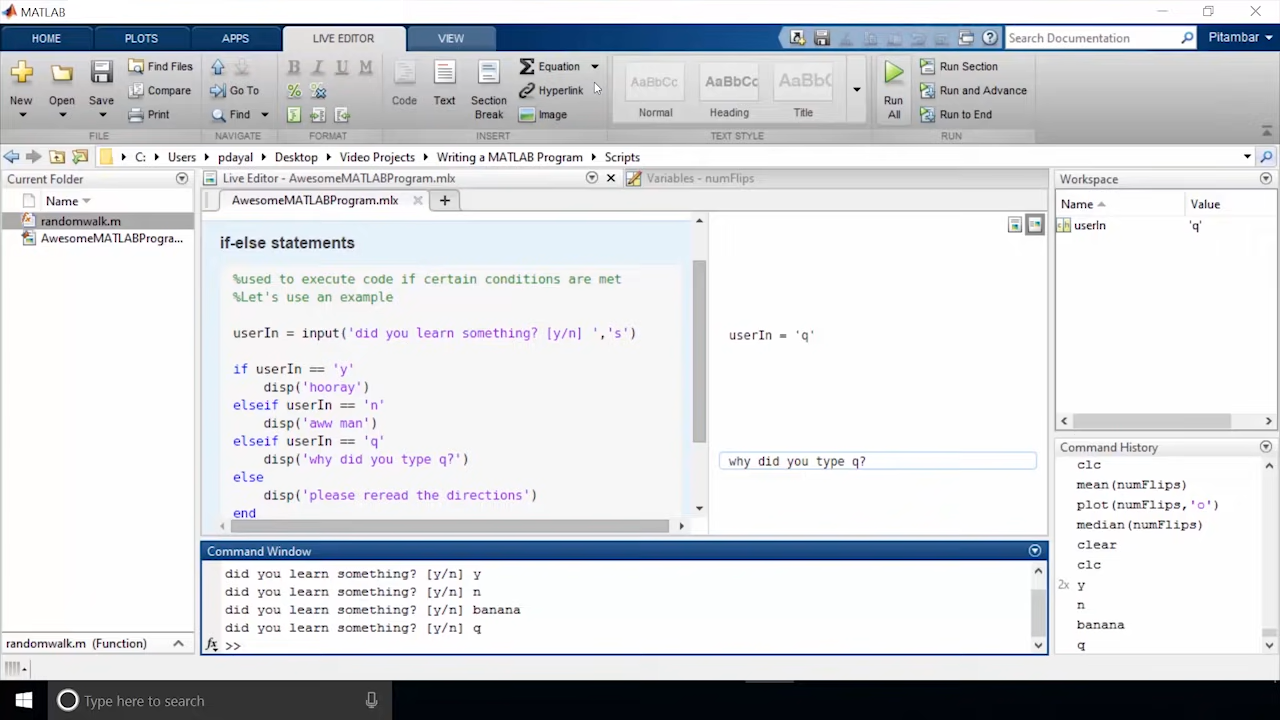 MATLAB
HOME PLOTS APPS LIVE EDITOR VIEW Search Documentation Pitambar
New Open Save Find Files Compare Print
Go To Find
B I U M
Code Text Section Break Equation Hyperlink Image
AaBbCc AaBbCc AaBbC
Normal Heading Title
Run All Run Section Run and Advance Run to End
FILE NAVIGATE FORMAT INSERT TEXT STYLE RUN
C: Users pdayal Desktop Video Projects Writing a MATLAB Program Scripts
Current Folder
Name
randomwalk.m
AwesomeMATLABProgra...
randomwalk.m (Function)
Live Editor - AwesomeMATLABProgram.mlx
Variables - numFlips
AwesomeMATLABProgram.mlx
if-else statements
%used to execute code if certain conditions are met
%Let's use an example
userIn = input('did you learn something? [y/n] ','s')
if userIn == 'y'
disp('hooray')
elseif userIn == 'n'
disp('aww man')
elseif userIn == 'q'
disp('why did you type q?')
else
disp('please reread the directions')
end
userIn = 'q'
why did you type q?
Command Window
did you learn something? [y/n] y
did you learn something? [y/n] n
did you learn something? [y/n] banana
did you learn something? [y/n] q
fx >>
Workspace
Name Value
userIn 'q'
Command History
clc
mean(numFlips)
plot(numFlips,'o')
median(numFlips)
clear
clc
2x y
n
banana
q
Type here to search